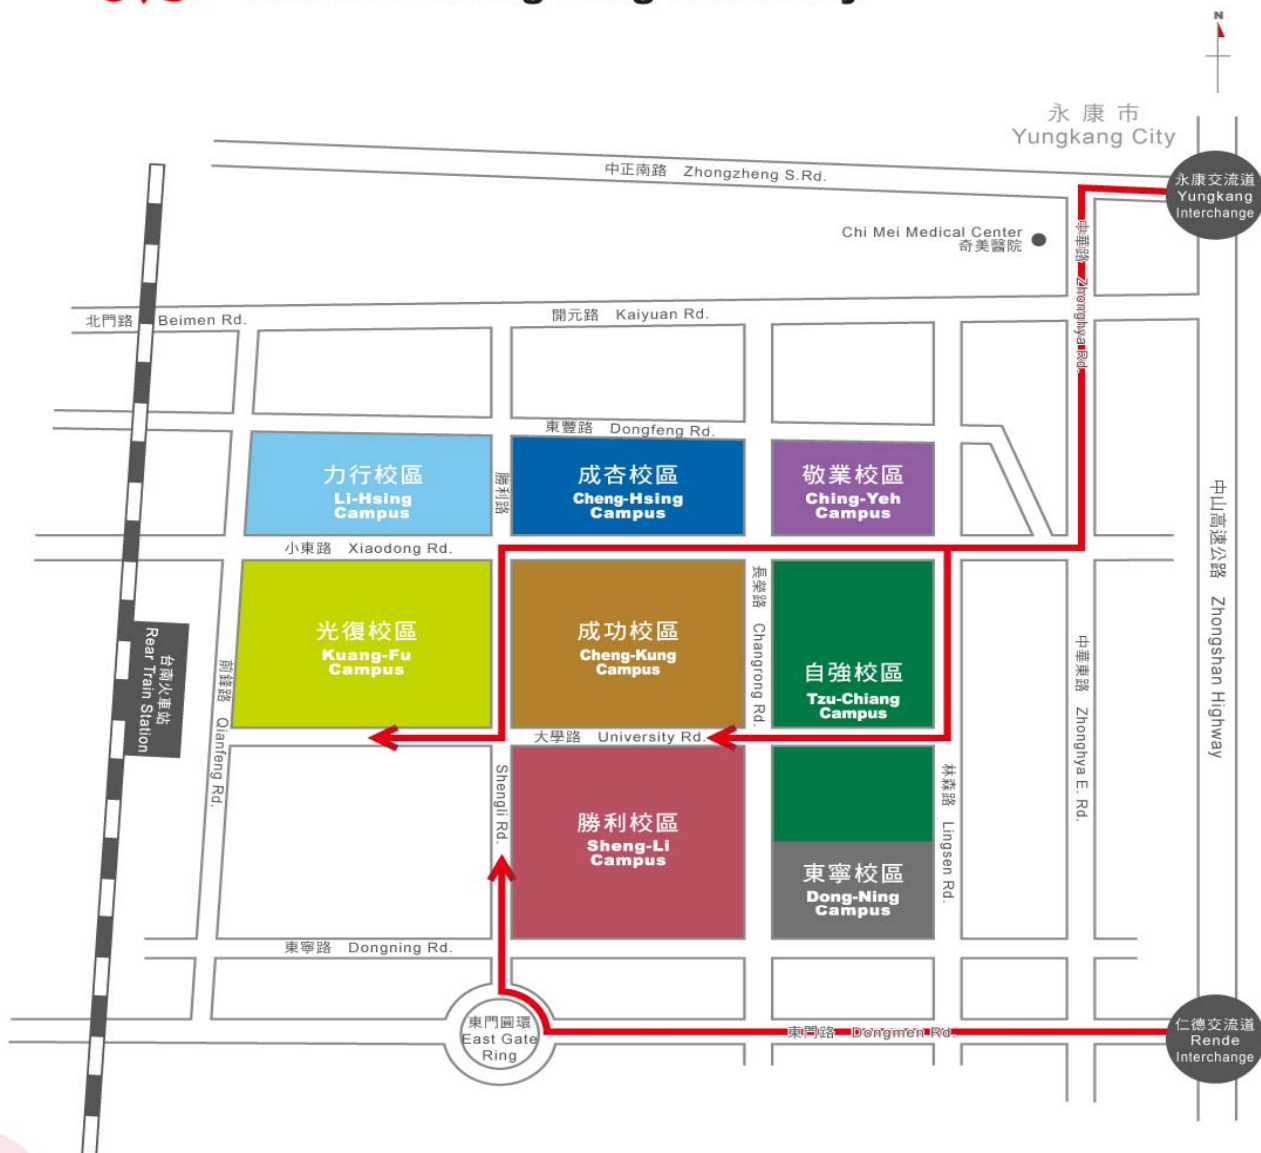 N
永康市
Yungkang City
永康交流道
Yungkang
Interchange
中正南路 Zhongzheng S.Rd.
Chi Mei Medical Center
奇美醫院
中華路 Zhonghya Rd.
北門路 Beimen Rd.
開元路 Kaiyuan Rd.
東豐路 Dongfeng Rd.
力行校區
Li-Hsing
Campus
勝利路
成杏校區
Cheng-Hsing
Campus
敬業校區
Ching-Yeh
Campus
中山高速公路 Zhongshan Highway
小東路 Xiaodong Rd.
光復校區
Kuang-Fu
Campus
成功校區
Cheng-Kung
Campus
長榮路 Changrong Rd.
自強校區
Tzu-Chiang
Campus
台南火車站
Rear Train Station
前鋒路 Qianfeng Rd.
中華東路 Zhonghya E. Rd.
大學路 University Rd.
Shengli Rd.
勝利校區
Sheng-Li
Campus
林森路 Lingsen Rd.
東寧校區
Dong-Ning
Campus
東寧路 Dongning Rd.
東門圓環
East Gate
Ring
東門路 Dongmen Rd.
仁德交流道
Rende
Interchange